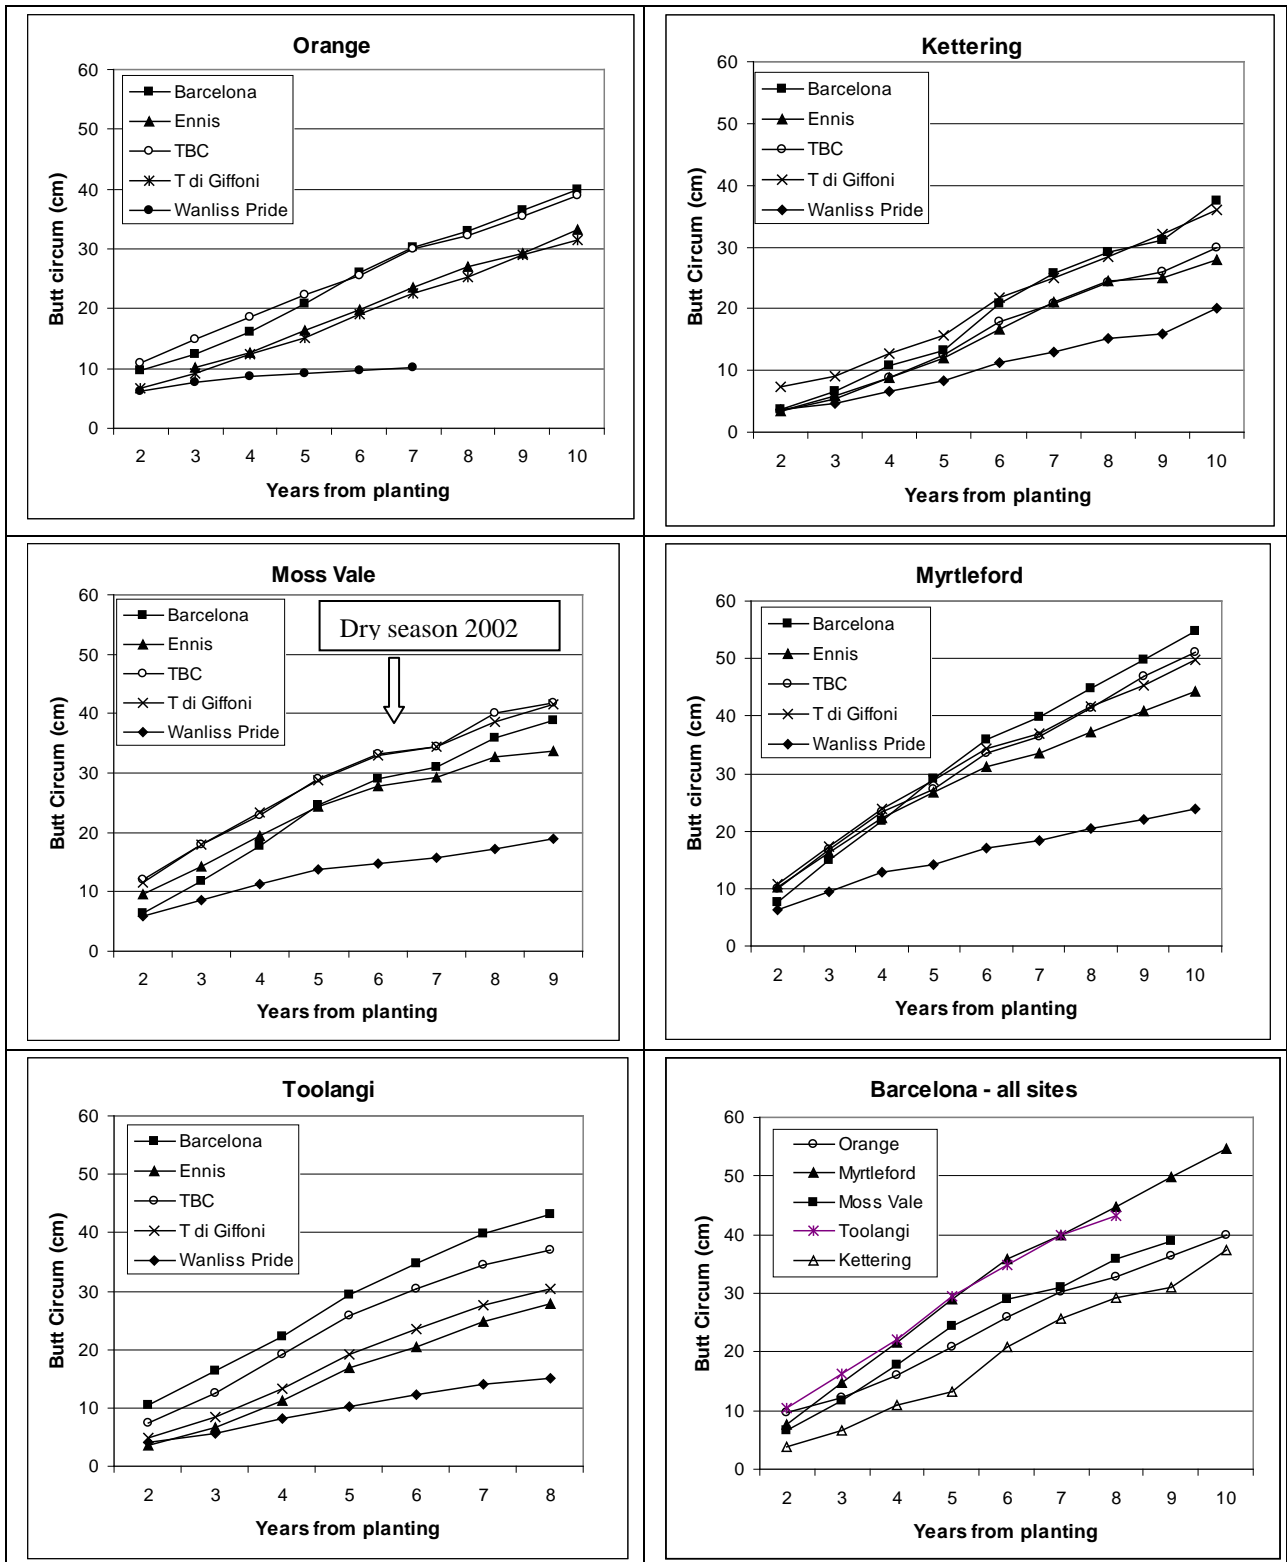 Orange
60
50
40
30
20
10
0
Butt circum (cm)
Barcelona
Ennis
TBC
T di Giffoni
Wanliss Pride
2 3 4 5 6 7 8 9 10
Years from planting
Kettering
60
50
40
30
20
10
0
Butt Circum (cm)
Barcelona
Ennis
TBC
T di Giffoni
Wanliss Pride
2 3 4 5 6 7 8 9 10
Years from planting
Moss Vale
60
50
40
30
20
10
0
Butt Circum (cm)
Barcelona
Ennis
TBC
T di Giffoni
Wanliss Pride
Dry season 2002
2 3 4 5 6 7 8 9
Years from planting
Myrtleford
60
50
40
30
20
10
0
Butt circum (cm)
Barcelona
Ennis
TBC
T di Giffoni
Wanliss Pride
2 3 4 5 6 7 8 9 10
Years from planting
Toolangi
60
50
40
30
20
10
0
Butt Circum (cm)
Barcelona
Ennis
TBC
T di Giffoni
Wanliss Pride
2 3 4 5 6 7 8
Years from planting
Barcelona - all sites
60
50
40
30
20
10
0
Butt Circum (cm)
Orange
Myrtleford
Moss Vale
Toolangi
Kettering
2 3 4 5 6 7 8 9 10
Years from planting